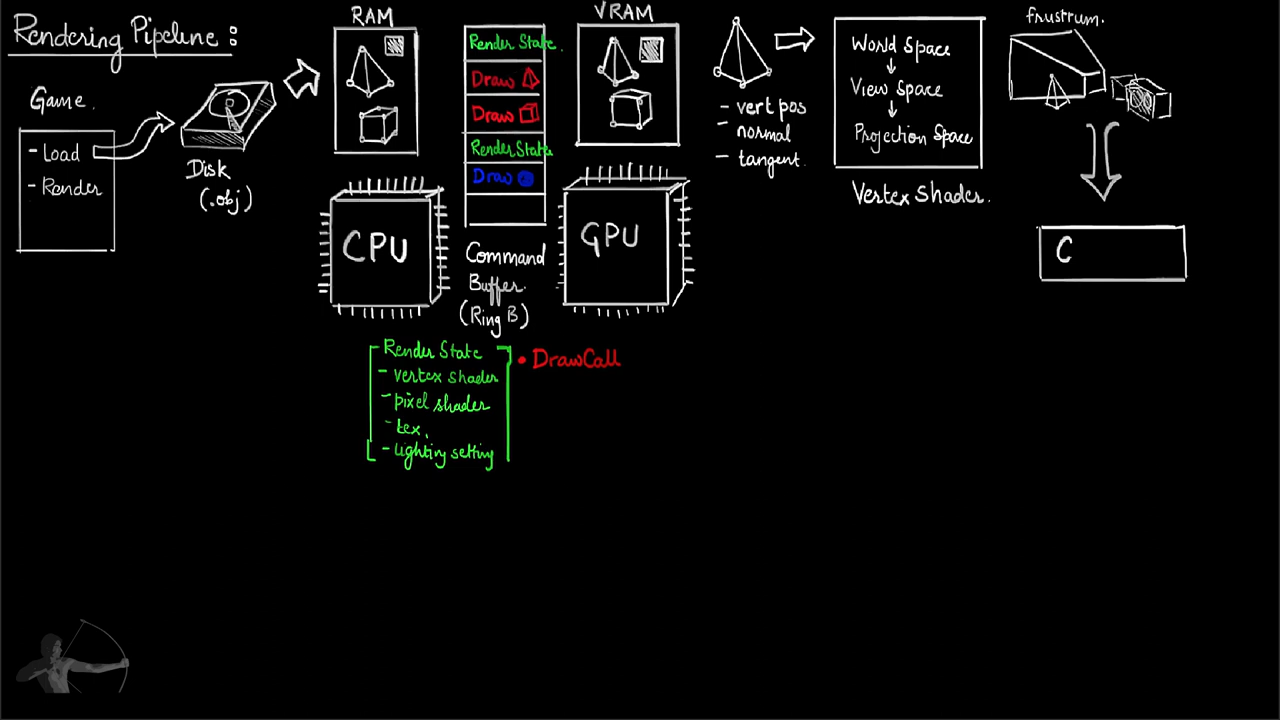 Rendering Pipeline:
Game.
- Load
- Render
Disk
(.obj)
RAM
CPU
Render State.
Draw
Draw
Render State
Draw
Command
Buffer.
(Ring B)
VRAM
GPU
Render State
- vertex shader
- pixel shader
- tex.
- lighting setting
• DrawCall
- vert pos
- normal
- tangent.
World Space
View Space
Projection Space
Vertex Shader.
frustrum.
C